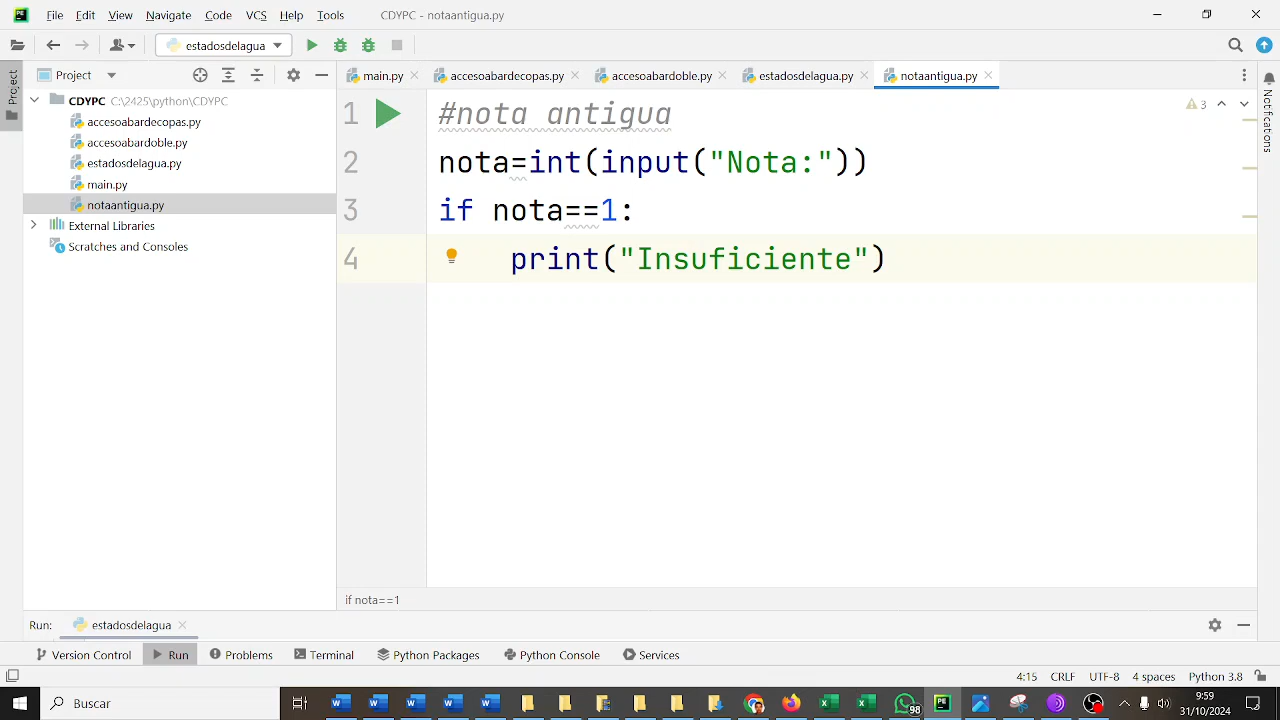 File Edit View Navigate Code VCS Help Tools CDYPC - notaantigua.py
estadosdelagua
Project
main.py accesoabardecopas.py accesoabardoble.py estadosdelagua.py notaantigua.py
Project
CDYPC C:\2425\python\CDYPC
accesoabardecopas.py
accesoabardoble.py
estadosdelagua.py
main.py
notaantigua.py
External Libraries
Scratches and Consoles
1 #nota antigua
2 nota=int(input("Nota:"))
3 if nota==1:
4 print("Insuficiente")
3
Notifications
if nota==1
Run: estadosdelagua
Version Control Run Problems Terminal Python Packages Python Console Services
4:15 CRLF UTF-8 4 spaces Python 3.8
Buscar
98
8:59
31/10/2024